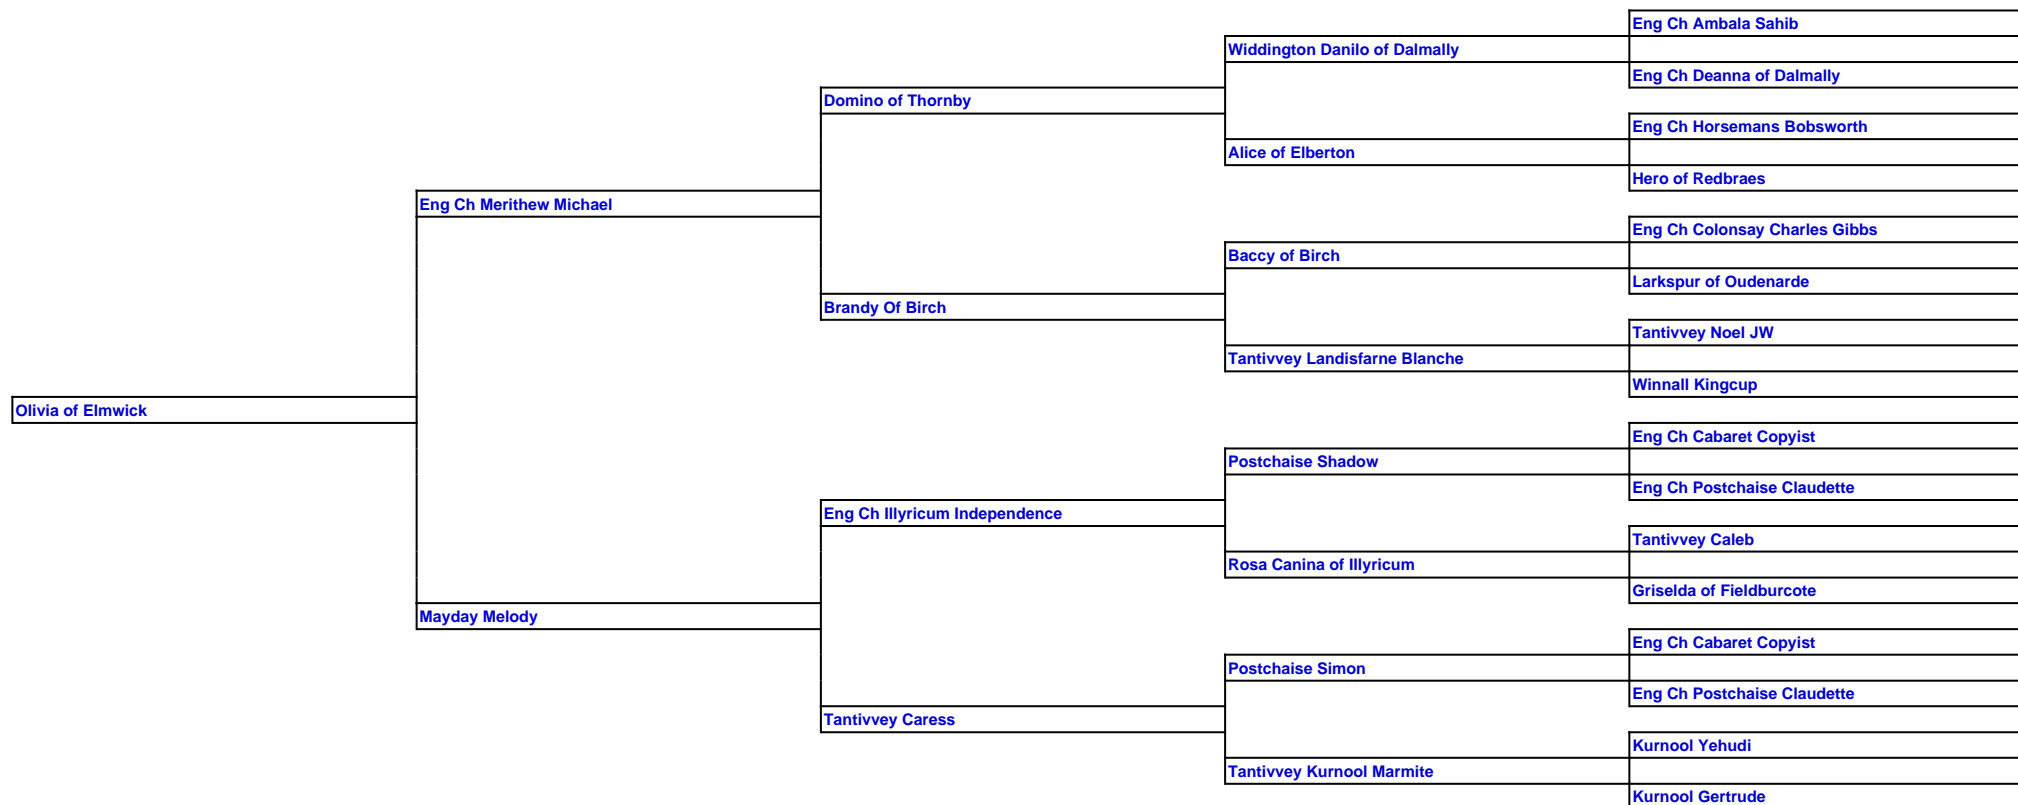 Eng Ch Ambala Sahib
Widdington Danilo of Dalmally
Eng Ch Deanna of Dalmally
Domino of Thornby
Eng Ch Horsemans Bobsworth
Alice of Elberton
Hero of Redbraes
Eng Ch Merithew Michael
Eng Ch Colonsay Charles Gibbs
Baccy of Birch
Larkspur of Oudenarde
Brandy Of Birch
Tantivvey Noel JW
Tantivvey Landisfarne Blanche
Winnall Kingcup
Olivia of Elmwick
Eng Ch Cabaret Copyist
Postchaise Shadow
Eng Ch Postchaise Claudette
Eng Ch Illyricum Independence
Tantivvey Caleb
Rosa Canina of Illyricum
Griselda of Fieldburcote
Mayday Melody
Eng Ch Cabaret Copyist
Postchaise Simon
Eng Ch Postchaise Claudette
Tantivvey Caress
Kurnool Yehudi
Tantivvey Kurnool Marmite
Kurnool Gertrude